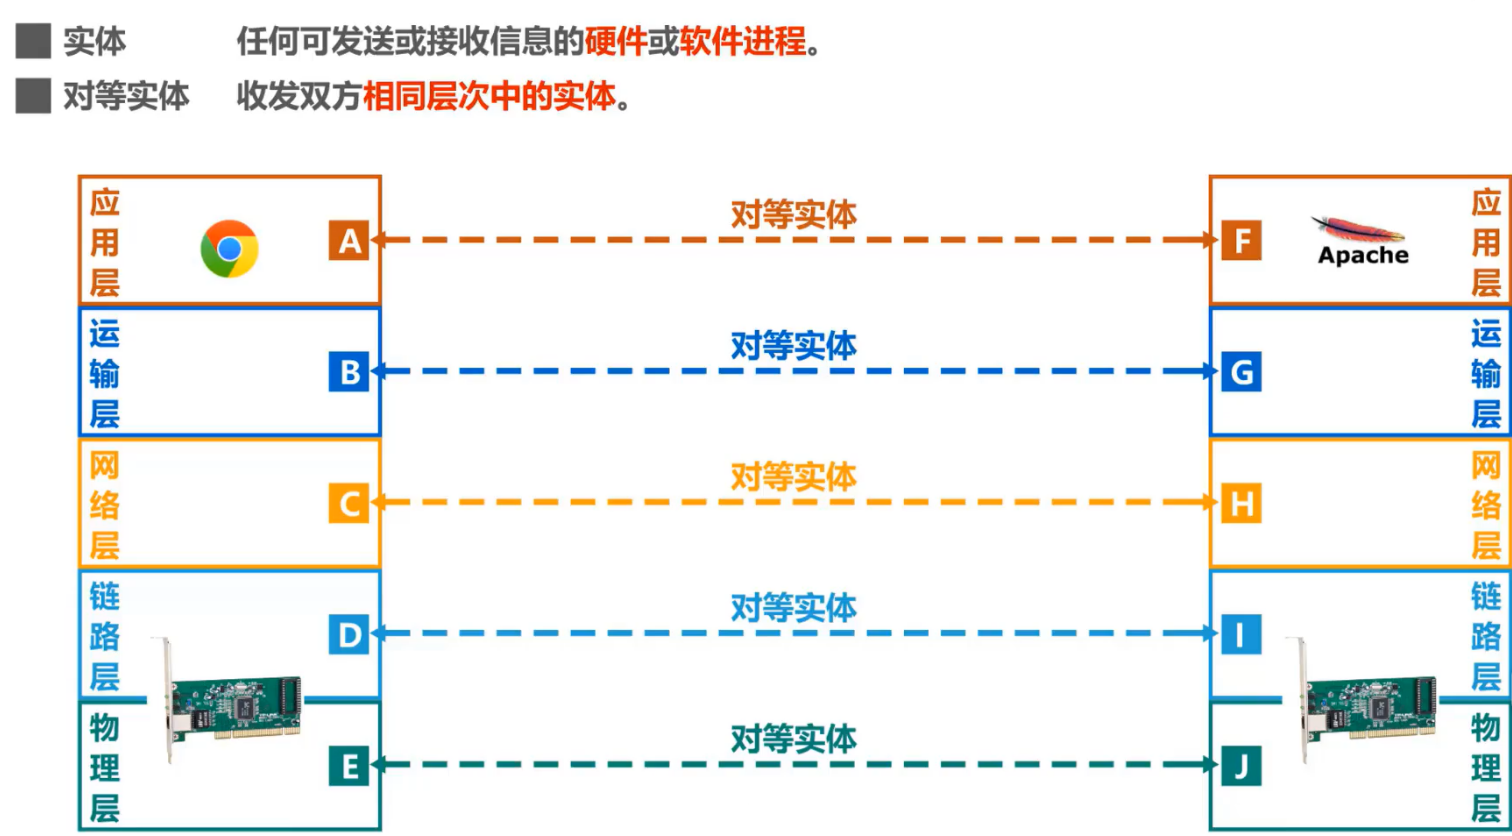 实体 任何可发送或接收信息的硬件或软件进程。
对等实体 收发双方相同层次中的实体。
应用层 A 对等实体 F Apache 应用层
运输层 B 对等实体 G 运输层
网络层 C 对等实体 H 网络层
链路层 D 对等实体 I 链路层
物理层 E 对等实体 J 物理层